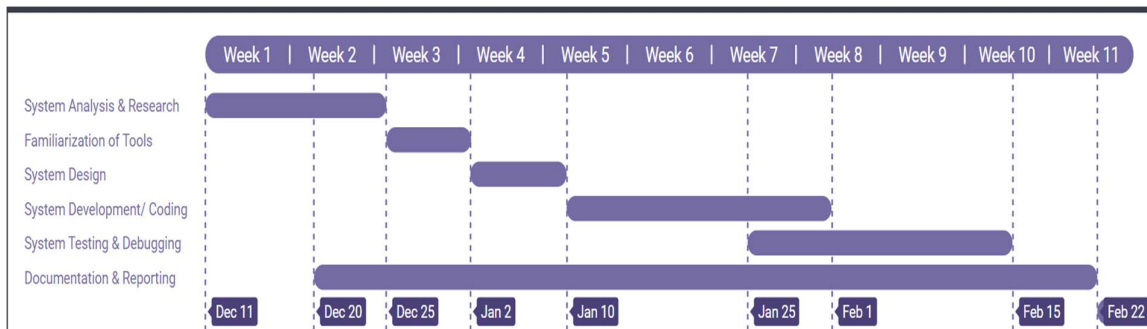 Week 1 | Week 2 | Week 3 | Week 4 | Week 5 | Week 6 | Week 7 | Week 8 | Week 9 | Week 10 | Week 11
System Analysis & Research
Familiarization of Tools
System Design
System Development/ Coding
System Testing & Debugging
Documentation & Reporting
Dec 11 Dec 20 Dec 25 Jan 2 Jan 10 Jan 25 Feb 1 Feb 15 Feb 22